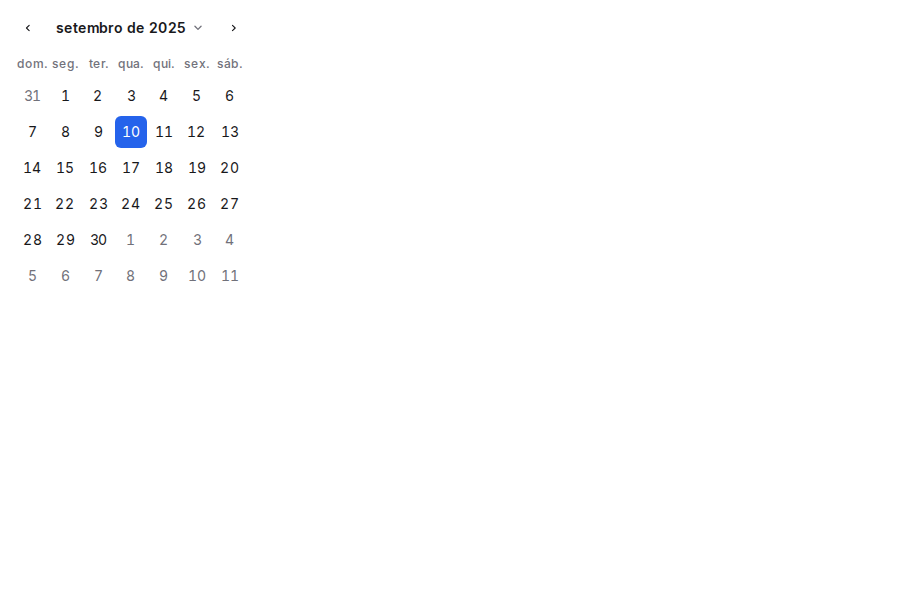 setembro de 2025
dom. seg. ter. qua. qui. sex. sáb.
31 1 2 3 4 5 6
7 8 9 10 11 12 13
14 15 16 17 18 19 20
21 22 23 24 25 26 27
28 29 30 1 2 3 4
5 6 7 8 9 10 11